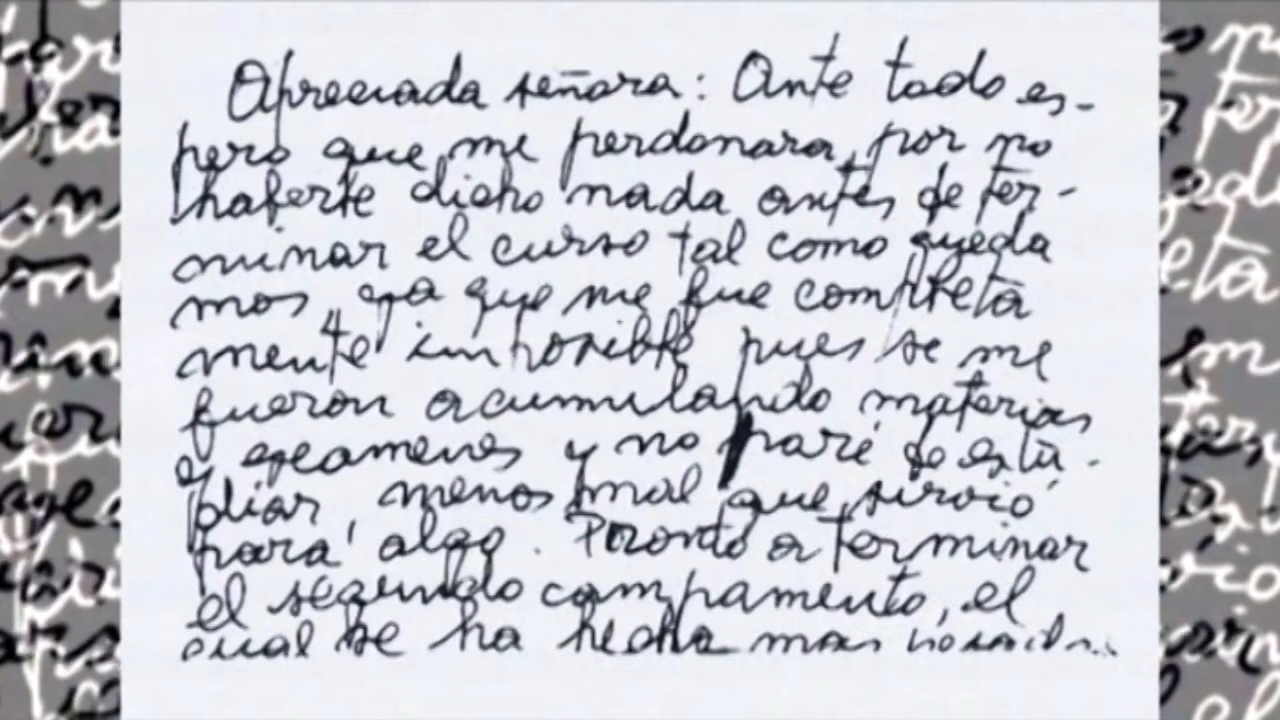 Apreciada señora: Ante todo es-
pero que me perdonara, por no
haberle dicho nada antes de ter-
minar el curso tal como queda
mos, ya que me fue completa
mente imposible pues se me
fueron acumulando materias
y examenes y no paré de estu-
diar, menos mal que sirvió
para algo. Pronto a terminar
el segundo campamento, el
cual se ha hecho mas